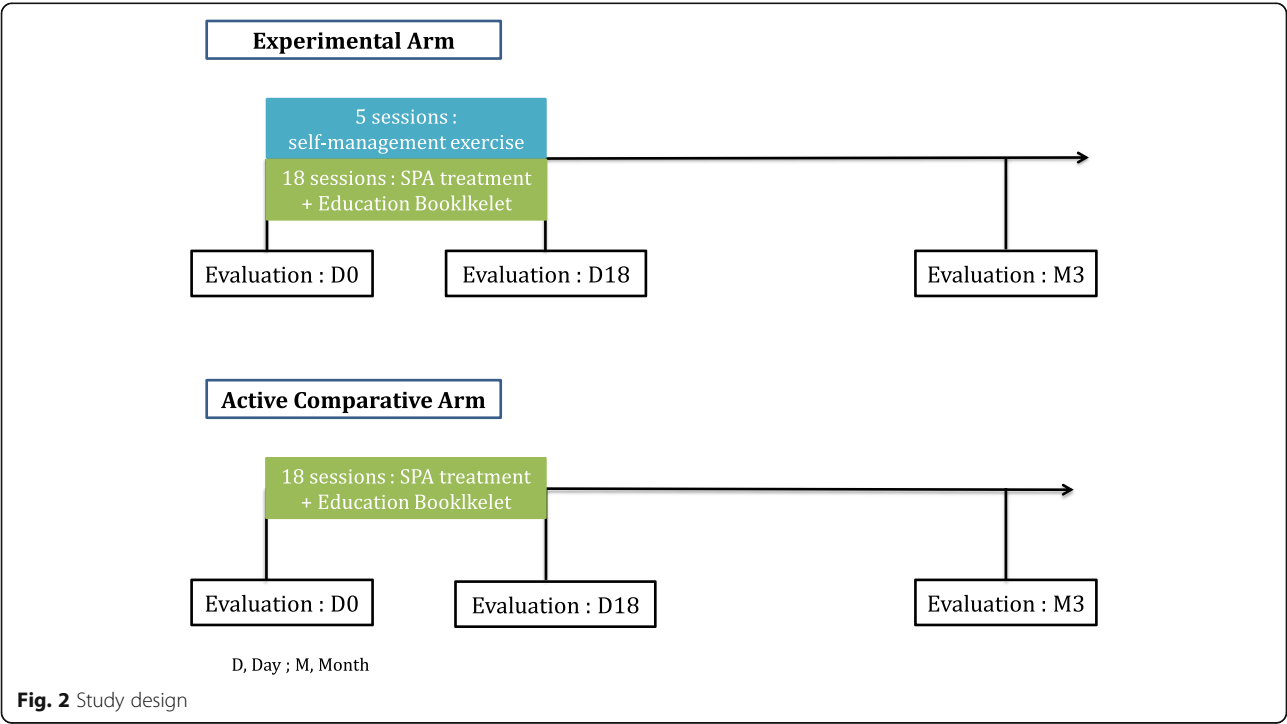 Experimental Arm
5 sessions :
self-management exercise
18 sessions : SPA treatment
+ Education Booklkelet
Evaluation : D0
Evaluation : D18
Evaluation : M3
Active Comparative Arm
18 sessions : SPA treatment
+ Education Booklkelet
Evaluation : D0
Evaluation : D18
Evaluation : M3
D, Day ; M, Month
Fig. 2 Study design